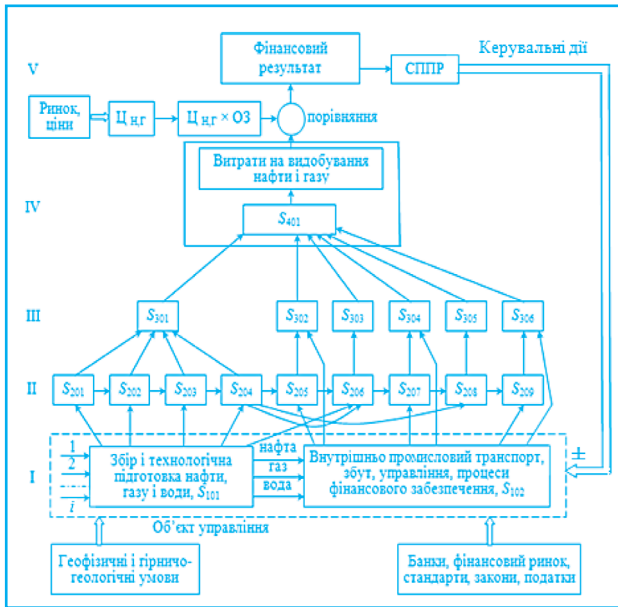 Керувальні дії
V
Фінансовий
результат
СППР
Ринок,
ціни
Ц н,г
Ц н,г × ОЗ
порівняння
Витрати на видобування
нафти і газу
IV
S401
III
S301
S302
S303
S304
S305
S306
II
S201
S202
S203
S204
S205
S206
S207
S208
S209
I
1
2
i
Збір і технологічна
підготовка нафти,
газу і води, S101
нафта
газ
вода
Внутрішньо промисловий транспорт,
збут, управління, процеси
фінансового забезпечення, S102
±
Об’єкт управління
Геофізичні і гірничо-
геологічні умови
Банки, фінансовий ринок,
стандарти, закони, податки